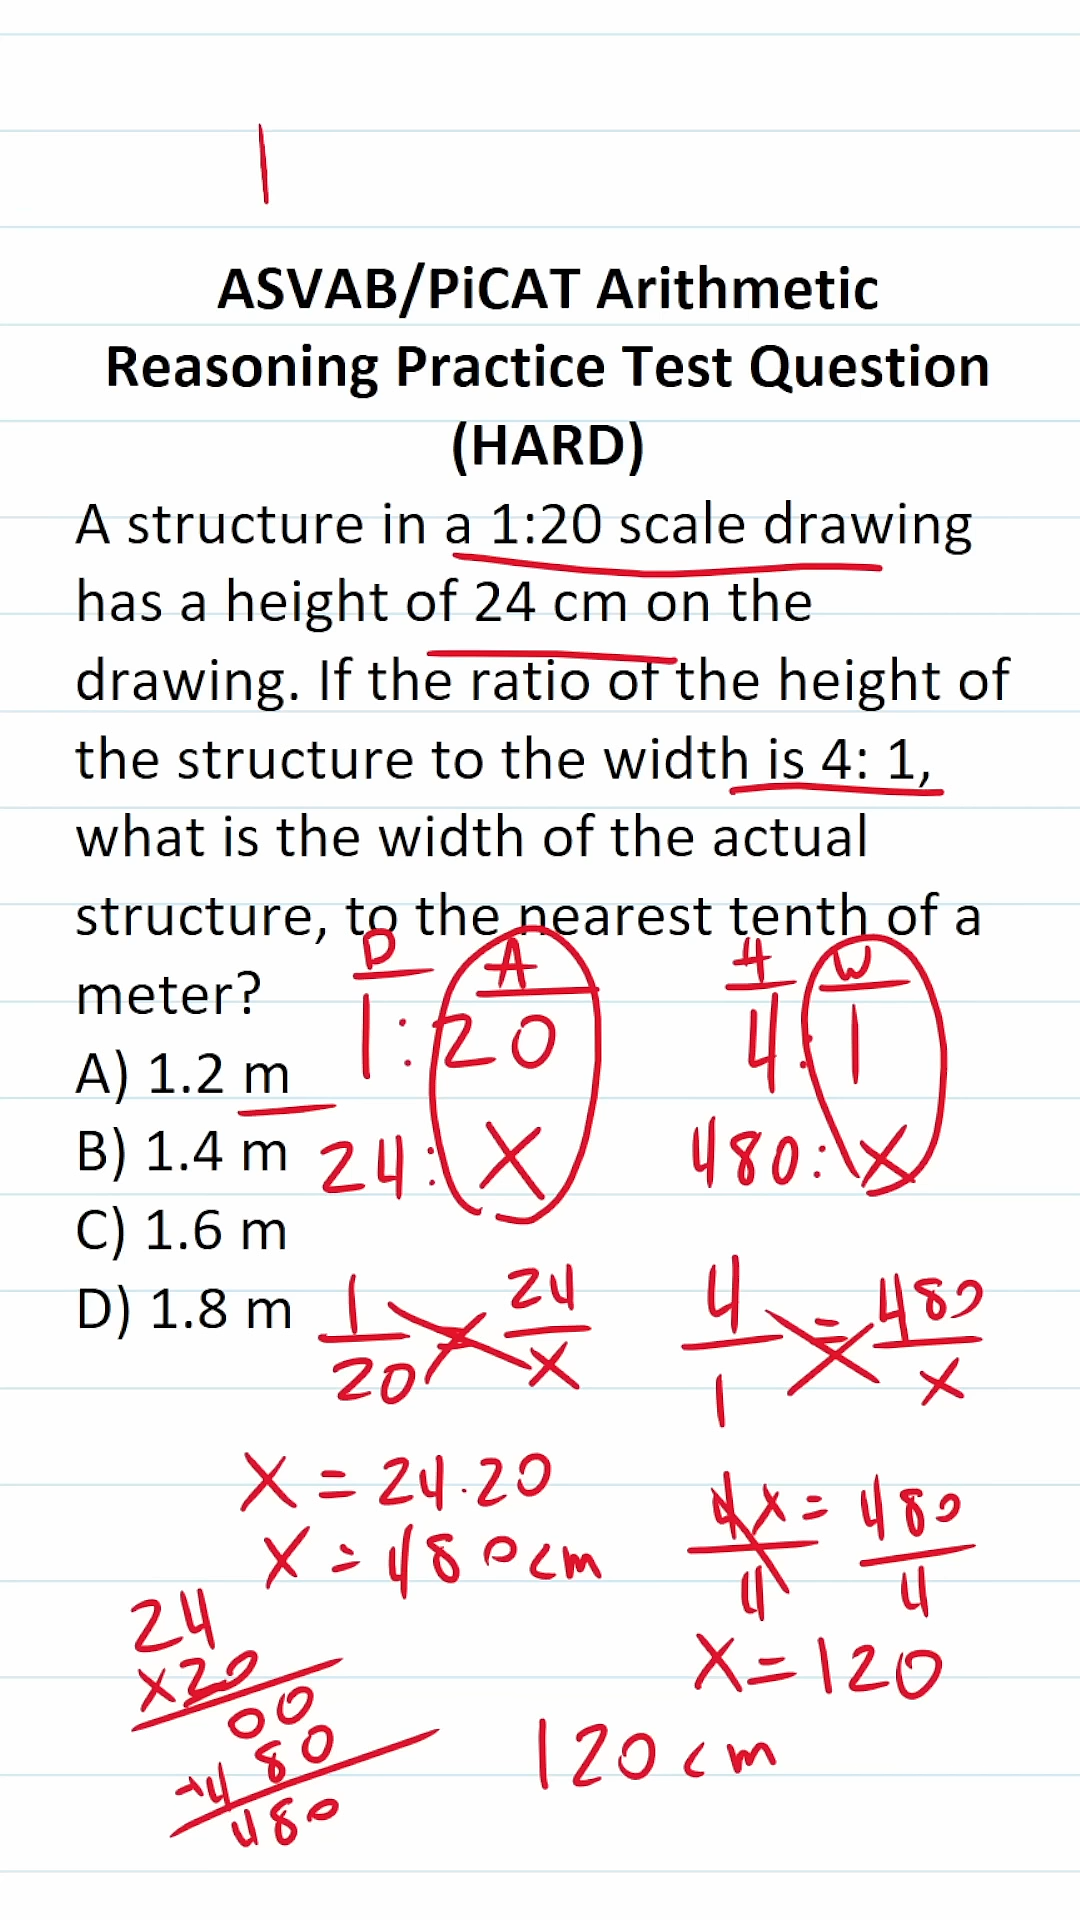 1
ASVAB/PiCAT Arithmetic
Reasoning Practice Test Question
(HARD)
A structure in a 1:20 scale drawing
has a height of 24 cm on the
drawing. If the ratio of the height of
the structure to the width is 4: 1,
what is the width of the actual
structure, to the nearest tenth of a
meter?
A) 1.2 m
B) 1.4 m
C) 1.6 m
D) 1.8 m
D A
1:20
24:X
1/20 = 24/X
X = 24·20
X = 480cm
24
x20
00
+480
480
H W
4:1
480:X
4/1 = 480/x
4x/4 = 480/4
X=120
120cm